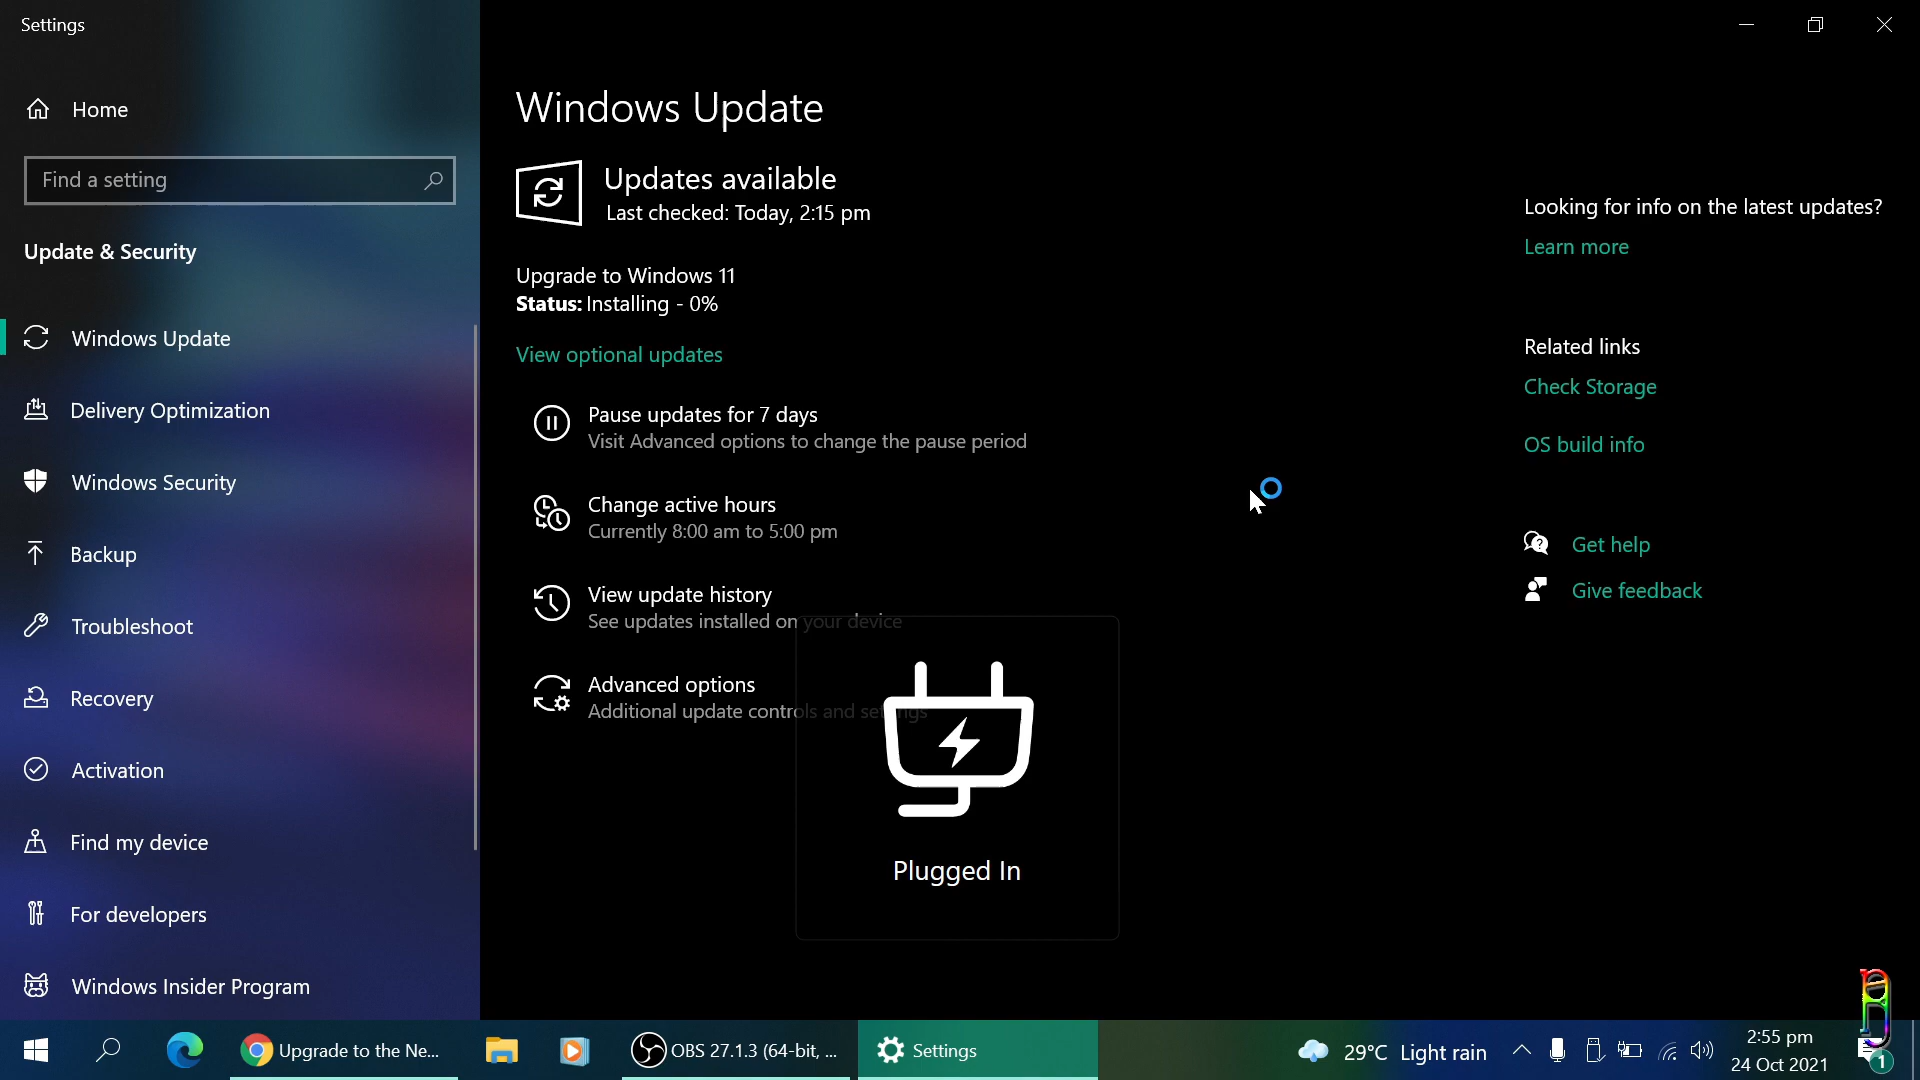 Settings
Home
Find a setting
Update & Security
Windows Update
Delivery Optimization
Windows Security
Backup
Troubleshoot
Recovery
Activation
Find my device
For developers
Windows Insider Program
Windows Update
Updates available
Last checked: Today, 2:15 pm
Upgrade to Windows 11
Status: Installing - 0%
View optional updates
Pause updates for 7 days
Visit Advanced options to change the pause period
Change active hours
Currently 8:00 am to 5:00 pm
View update history
See updates installed on your device
Advanced options
Additional update controls and settings
Plugged In
Looking for info on the latest updates?
Learn more
Related links
Check Storage
OS build info
Get help
Give feedback
Upgrade to the Ne...
OBS 27.1.3 (64-bit, ...
Settings
29°C Light rain
2:55 pm
24 Oct 2021
1